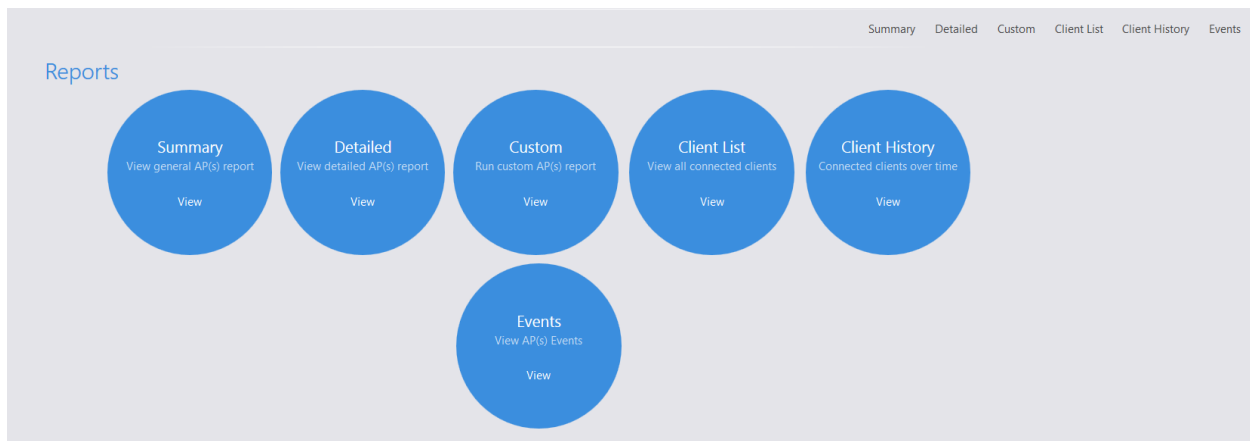 Summary Detailed Custom Client List Client History Events
Reports
Summary
View general AP(s) report
View
Detailed
View detailed AP(s) report
View
Custom
Run custom AP(s) report
View
Client List
View all connected clients
View
Client History
Connected clients over time
View
Events
View AP(s) Events
View